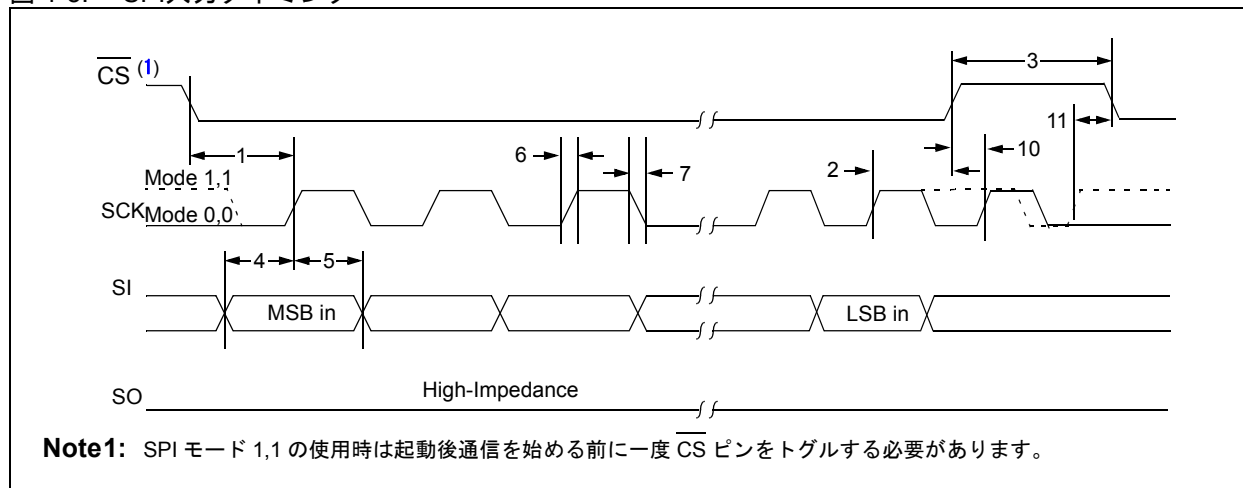 CS (1)
3
11
1
6
7
2
10
Mode 1,1
SCK Mode 0,0
4
5
SI
MSB in
LSB in
SO
High-Impedance
Note1: SPI モード 1,1 の使用時は起動後通信を始める前に一度 CS ピンをトグルする必要があります。